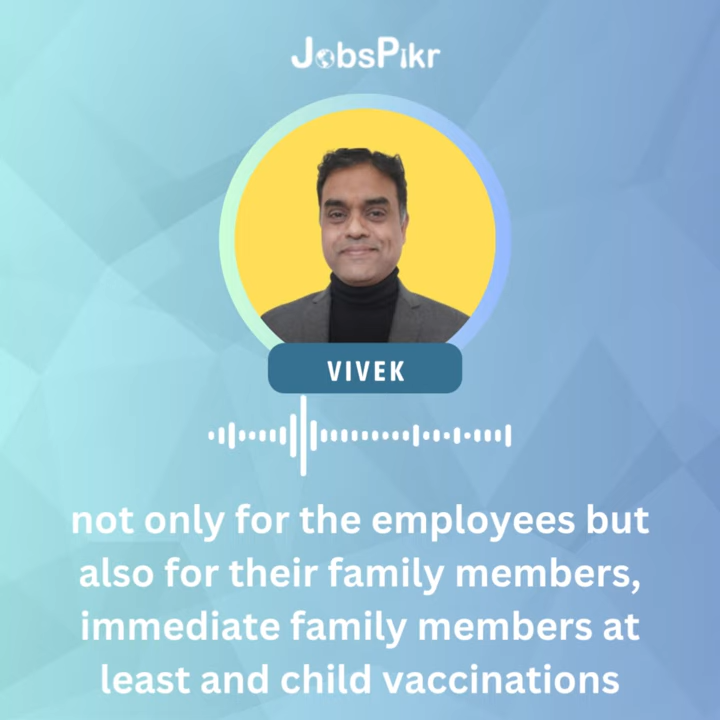 JobsPikr
VIVEK
not only for the employees but
also for their family members,
immediate family members at
least and child vaccinations